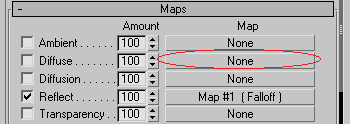 - Maps
Amount Map
Ambient . . . . . . 100 None
Diffuse . . . . . . 100 None
Diffusion . . . . . 100 None
Reflect . . . . . . 100 Map #1 ( Falloff )
Transparency . . 100 None